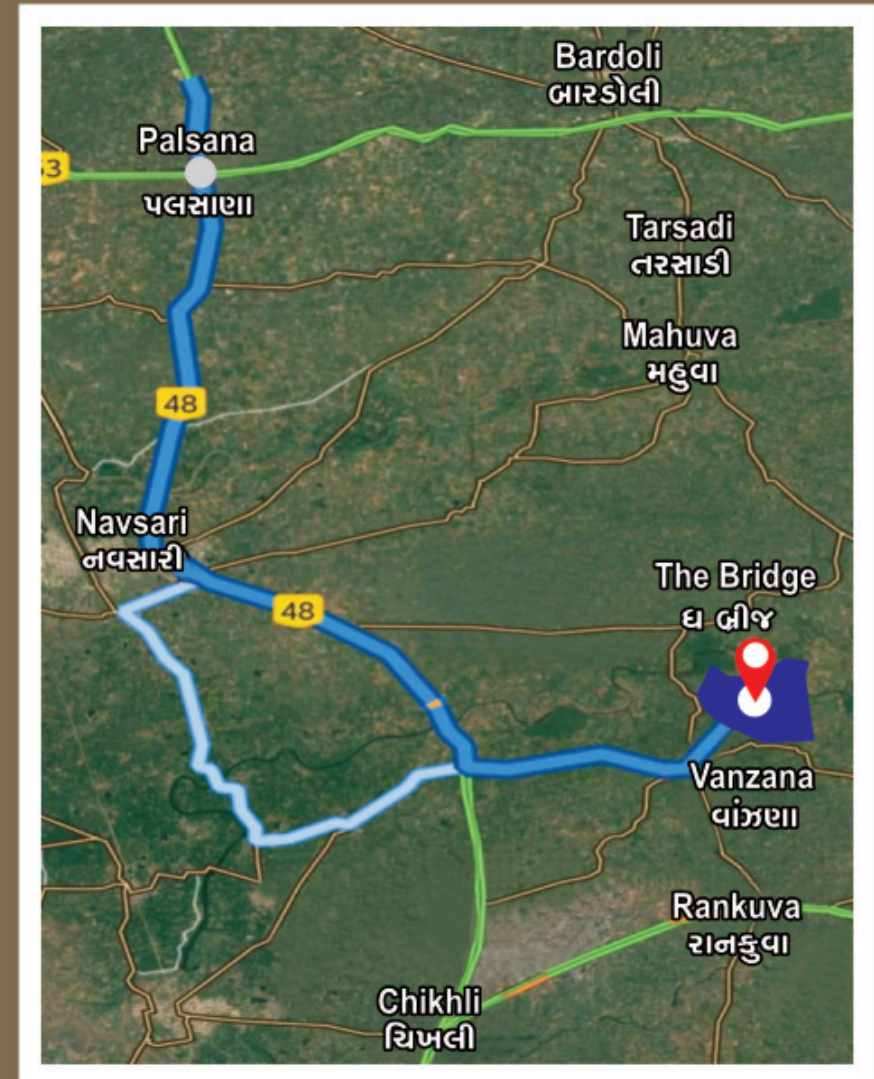 Bardoli
બારડોલી
Palsana
53
પલસાણા
Tarsadi
તરસાડી
Mahuva
મહુવા
48
Navsari
નવસારી
The Bridge
ધ બ્રીજ
48
Vanzana
વાંઝણા
Rankuva
રાનકુવા
Chikhli
ચિખલી